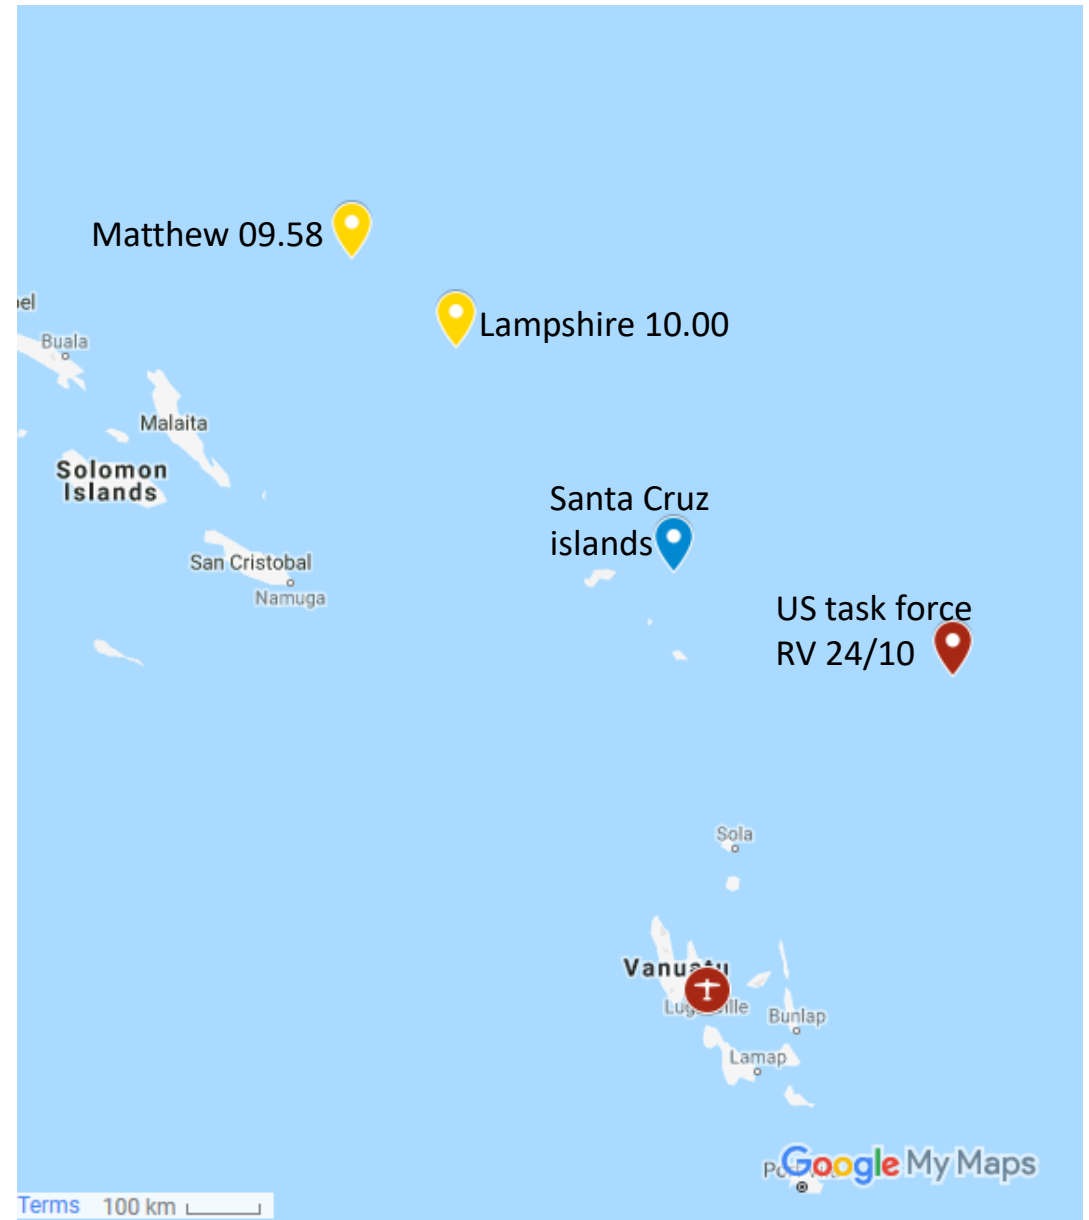 Matthew 09.58
Lampshire 10.00
Buala
Malaita
Solomon
Islands
Santa Cruz
islands
San Cristobal
Namuga
US task force
RV 24/10
Sola
Vanuatu
Bunlap
Lamap
Google My Maps
Terms 100 km